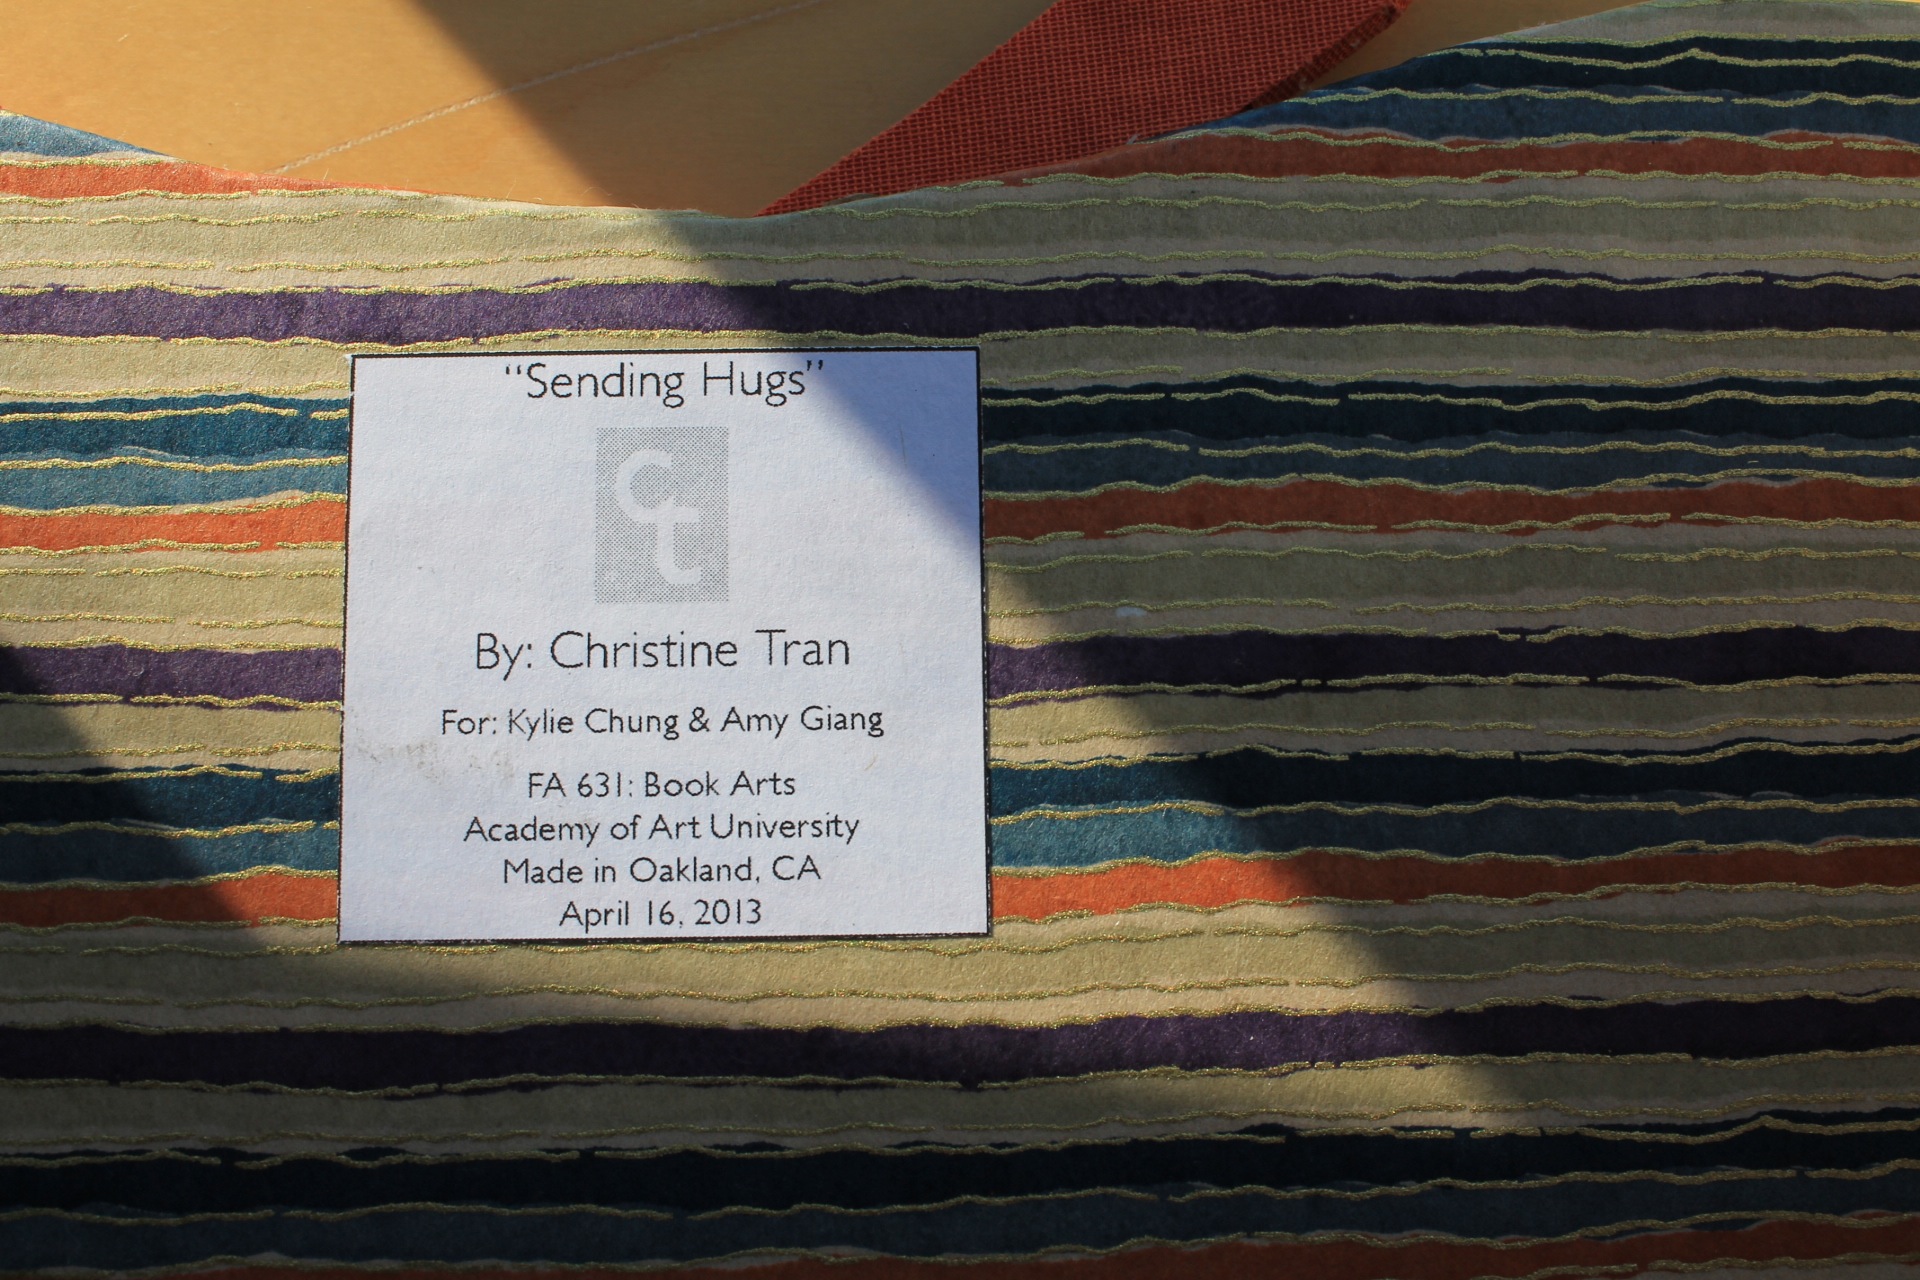 “Sending Hugs”
ct
By: Christine Tran
For: Kylie Chung & Amy Giang
FA 631: Book Arts
Academy of Art University
Made in Oakland, CA
April 16, 2013